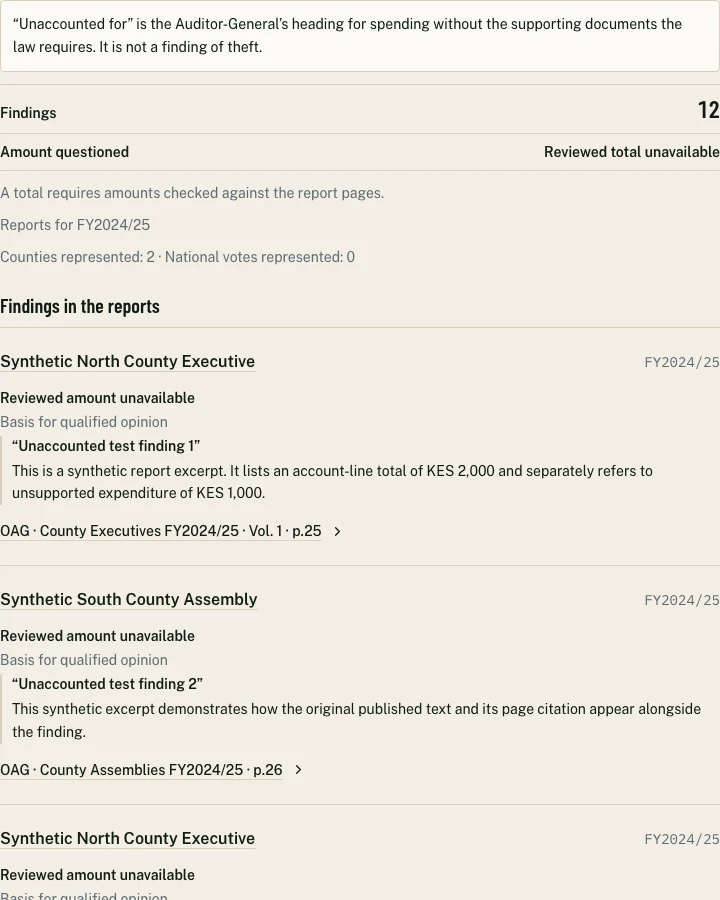 “Unaccounted for” is the Auditor-General’s heading for spending without the supporting documents the
law requires. It is not a finding of theft.
Findings 12
Amount questioned Reviewed total unavailable
A total requires amounts checked against the report pages.
Reports for FY2024/25
Counties represented: 2 · National votes represented: 0
Findings in the reports
Synthetic North County Executive FY2024/25
Reviewed amount unavailable
Basis for qualified opinion
“Unaccounted test finding 1”
This is a synthetic report excerpt. It lists an account-line total of KES 2,000 and separately refers to
unsupported expenditure of KES 1,000.
OAG · County Executives FY2024/25 · Vol. 1 · p.25
Synthetic South County Assembly FY2024/25
Reviewed amount unavailable
Basis for qualified opinion
“Unaccounted test finding 2”
This synthetic excerpt demonstrates how the original published text and its page citation appear alongside
the finding.
OAG · County Assemblies FY2024/25 · p.26
Synthetic North County Executive FY2024/25
Reviewed amount unavailable
Basis for qualified opinion